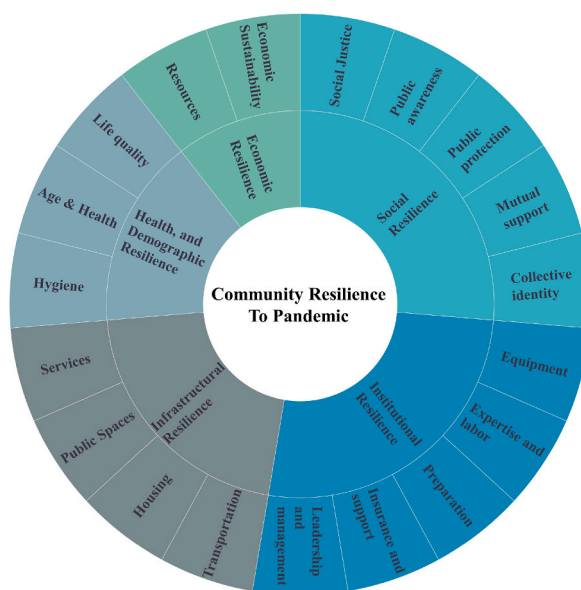 Community Resilience
To Pandemic
Social
Resilience
Social Justice
Public
awareness
Public
protection
Mutual
support
Collective
identity
Institutional
Resilience
Equipment
Expertise and
labor
Preparation
Insurance and
support
Leadership
and
management
Infrastructural
Resilience
Transportation
Housing
Public Spaces
Services
Health, and
Demographic
Resilience
Hygiene
Age & Health
Life quality
Economic
Resilience
Resources
Economic
Sustainability